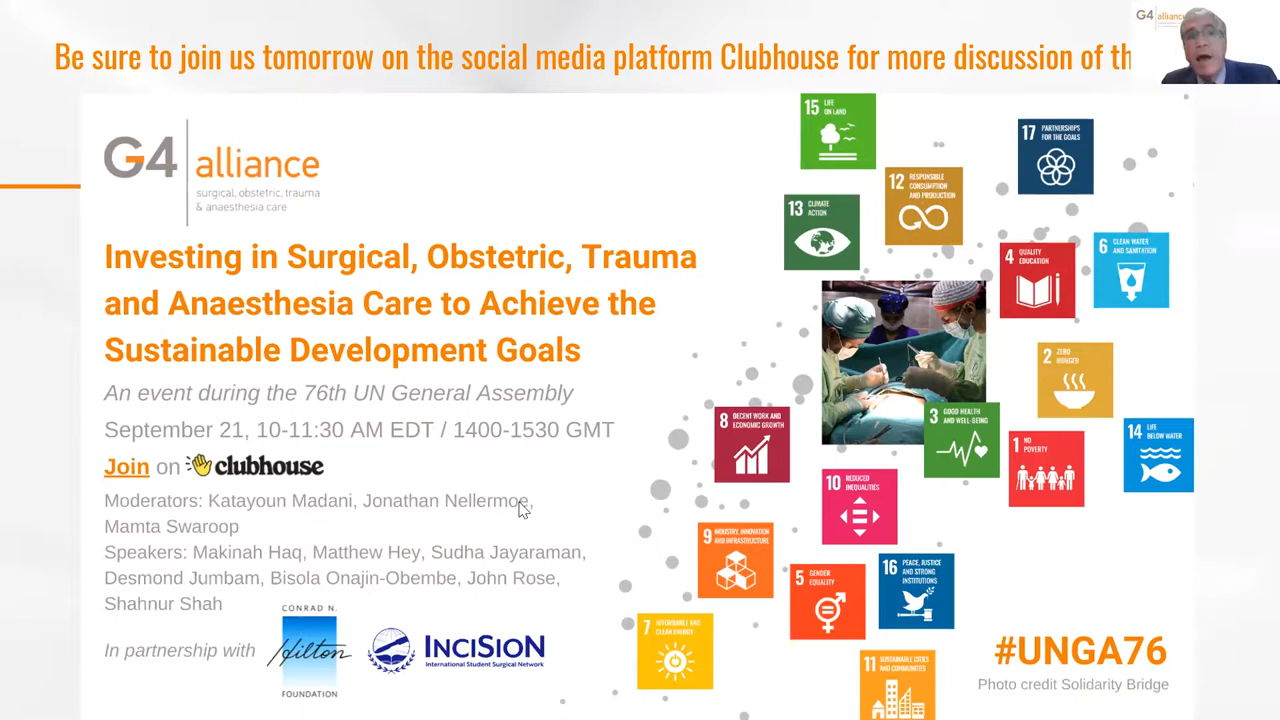 Be sure to join us tomorrow on the social media platform Clubhouse for more discussion of
G4 alliance
G4 alliance
surgical, obstetric, trauma
& anaesthesia care
Investing in Surgical, Obstetric, Trauma
and Anaesthesia Care to Achieve the
Sustainable Development Goals
An event during the 76th UN General Assembly
September 21, 10-11:30 AM EDT / 1400-1530 GMT
Join on clubhouse
Moderators: Katayoun Madani, Jonathan Nellermoe,
Mamta Swaroop
Speakers: Makinah Haq, Matthew Hey, Sudha Jayaraman,
Desmond Jumbam, Bisola Onajin-Obembe, John Rose,
Shahnur Shah
In partnership with
CONRAD N.
Hilton
FOUNDATION
INCISION
International Student Surgical Network
15 LIFE
ON LAND
17 PARTNERSHIPS
FOR THE GOALS
12 RESPONSIBLE
CONSUMPTION
AND PRODUCTION
13 CLIMATE
ACTION
4 QUALITY
EDUCATION
6 CLEAN WATER
AND SANITATION
2 ZERO
HUNGER
8 DECENT WORK AND
ECONOMIC GROWTH
3 GOOD HEALTH
AND WELL-BEING
1 NO
POVERTY
14 LIFE
BELOW WATER
10 REDUCED
INEQUALITIES
9 INDUSTRY, INNOVATION
AND INFRASTRUCTURE
5 GENDER
EQUALITY
16 PEACE, JUSTICE
AND STRONG
INSTITUTIONS
7 AFFORDABLE AND
CLEAN ENERGY
11 SUSTAINABLE CITIES
AND COMMUNITIES
#UNGA76
Photo credit Solidarity Bridge